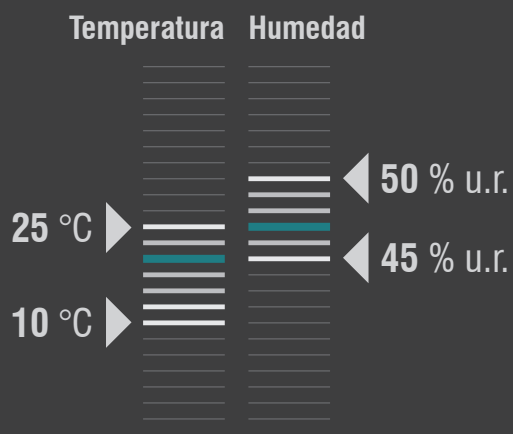 Temperatura Humedad
50 % u.r.
25 °C
45 % u.r.
10 °C